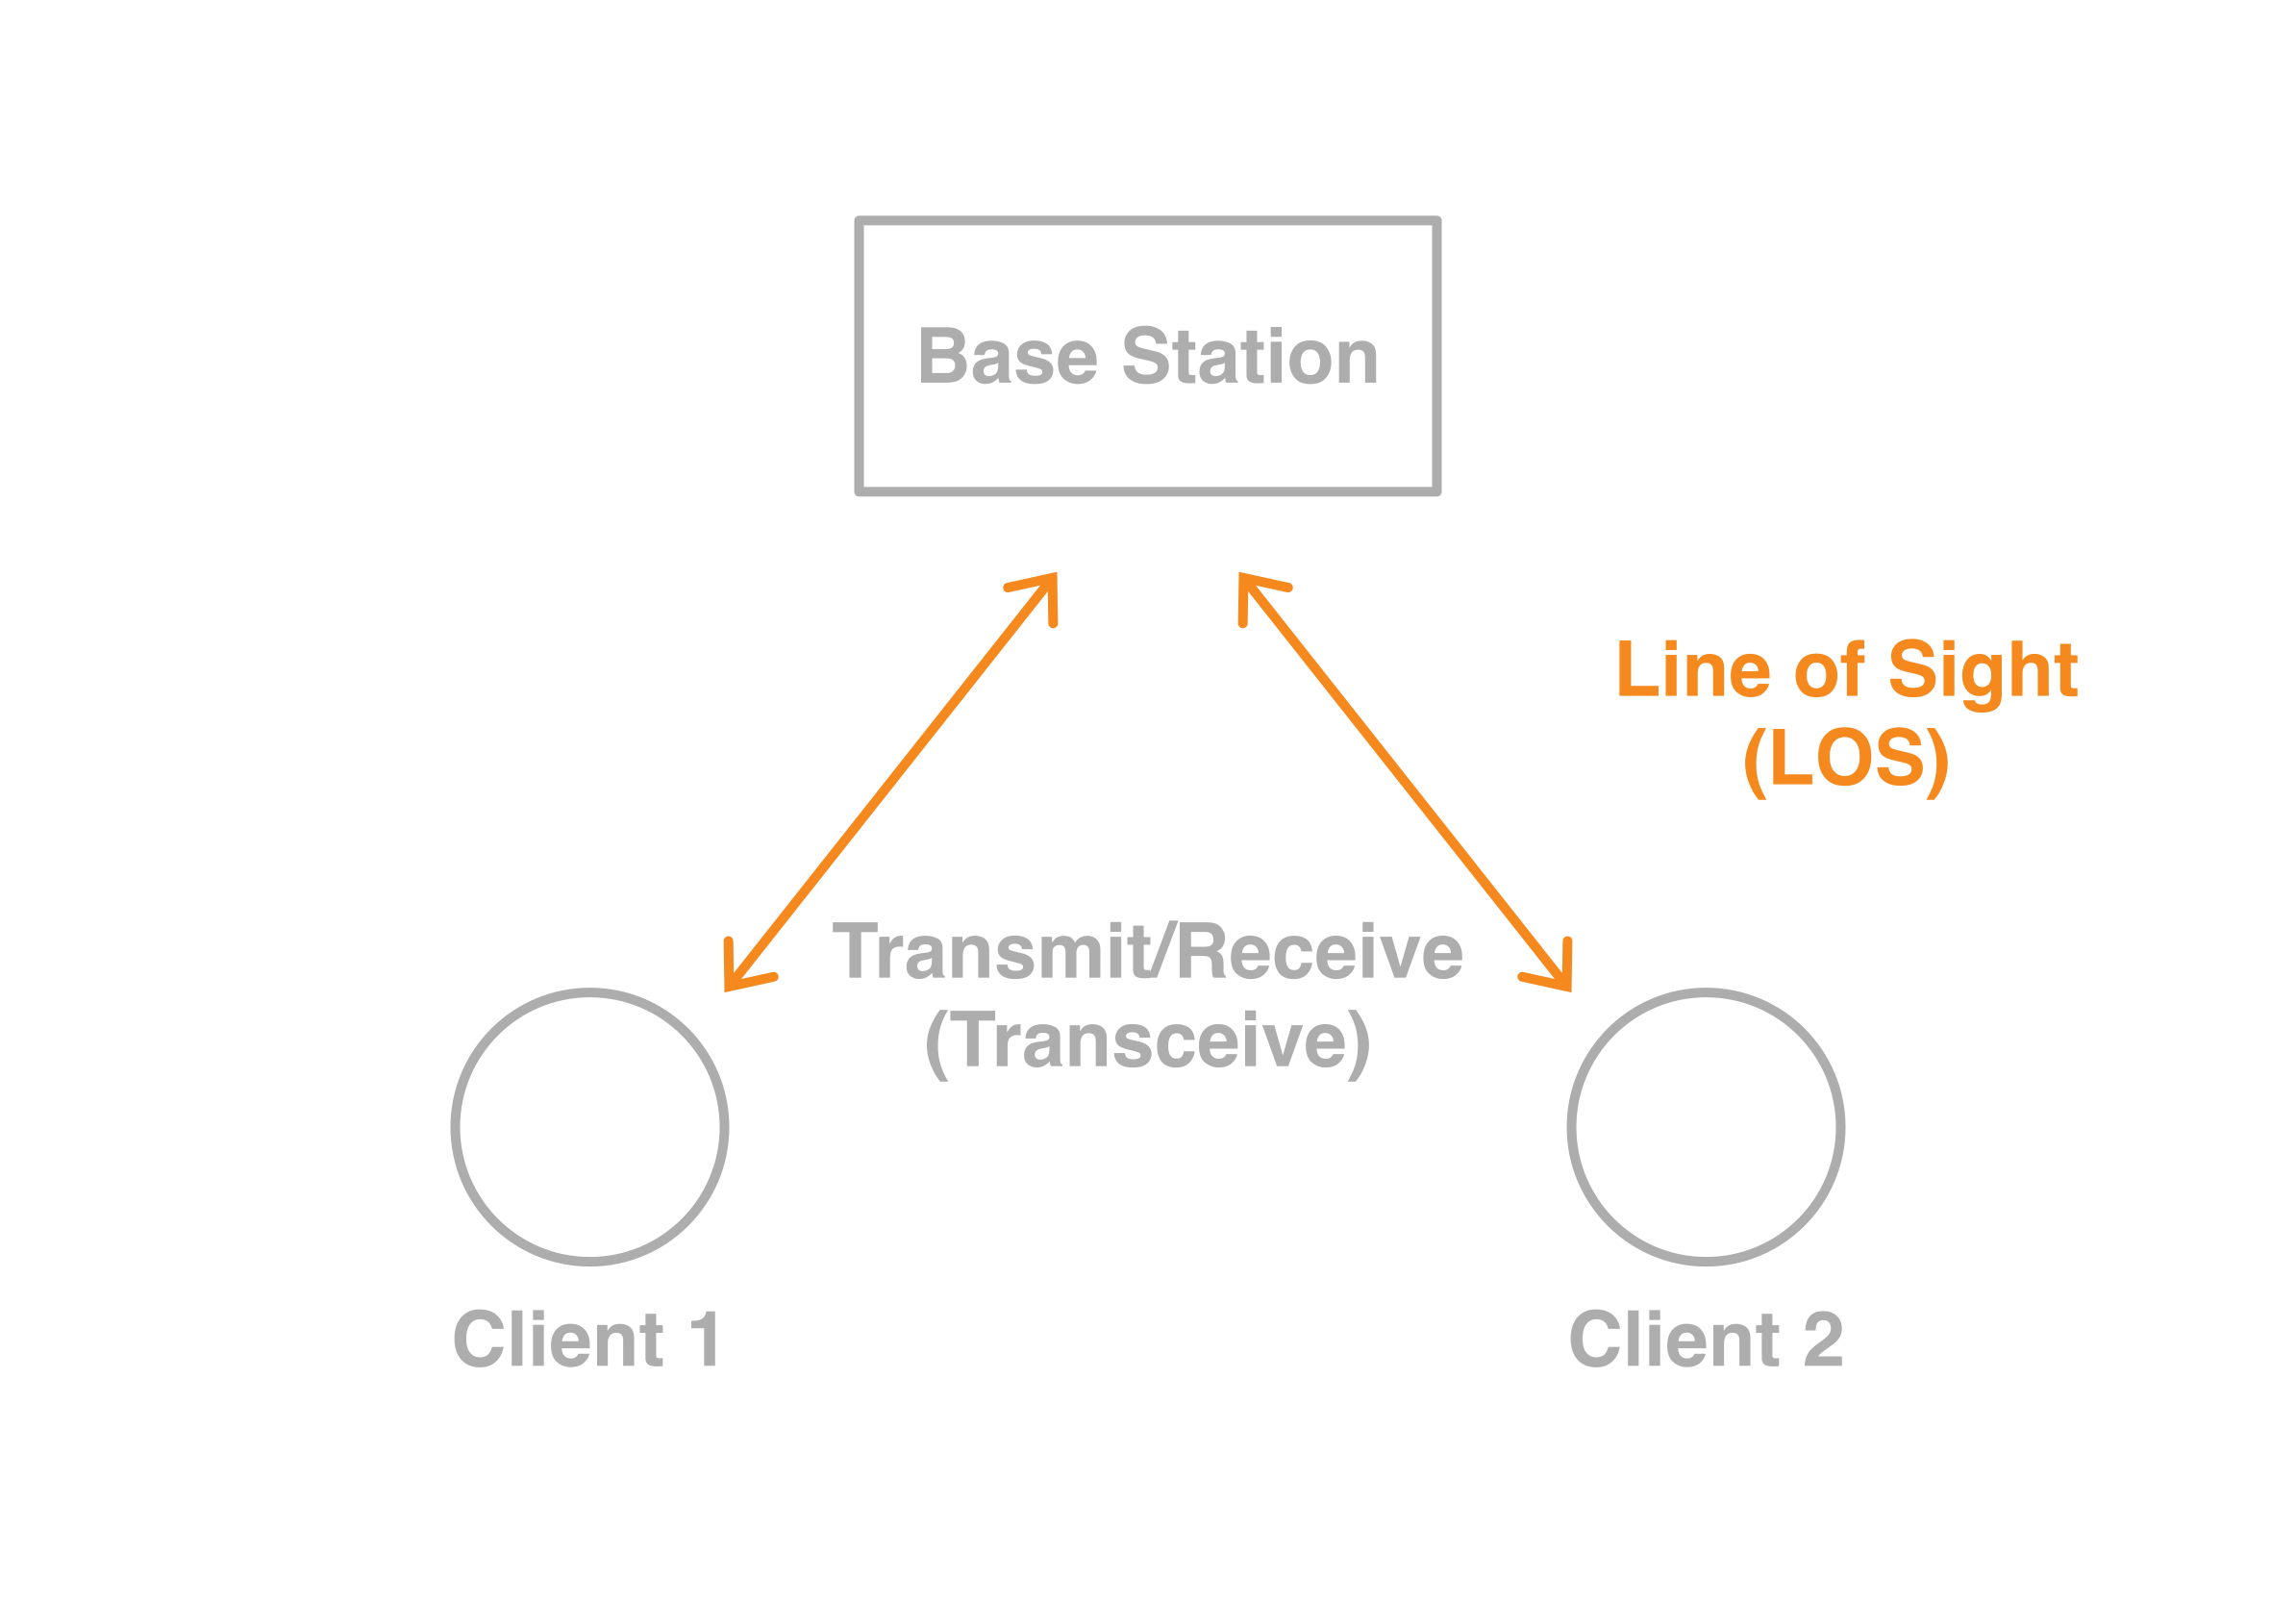 Base Station
Line of Sight
(LOS)
Transmit/Receive
(Transceive)
Client 1
Client 2